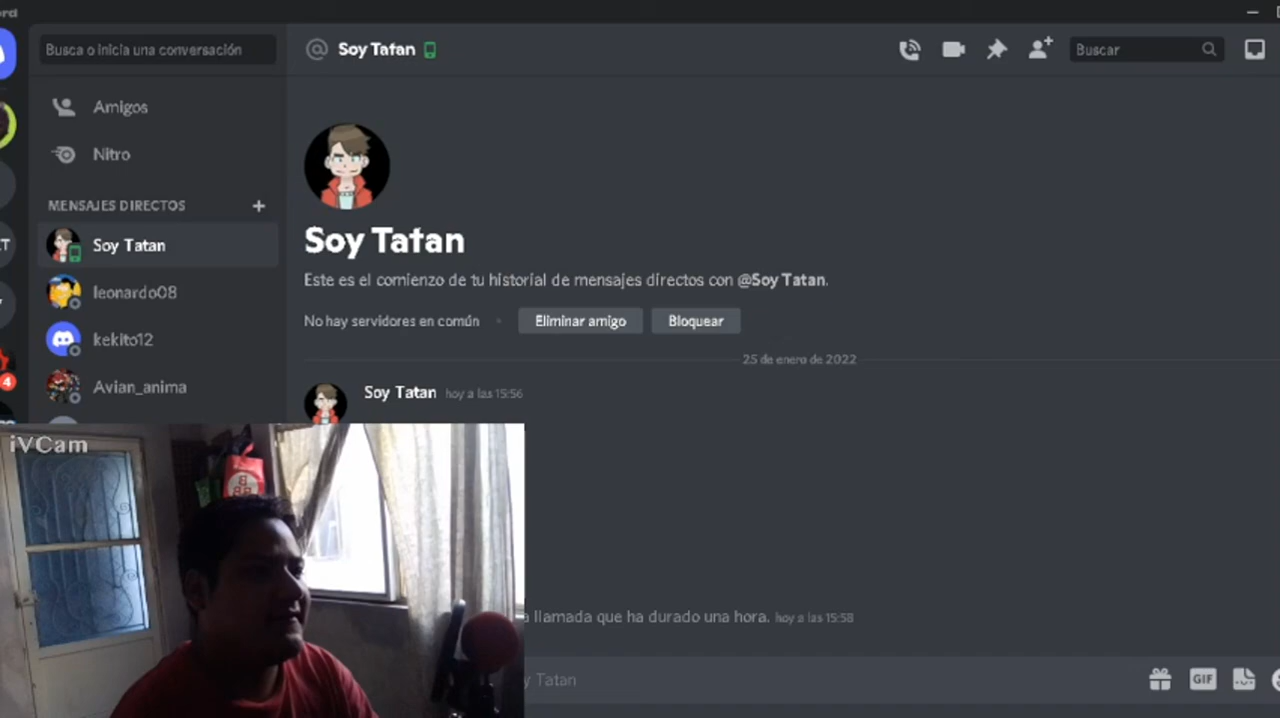 Busca o inicia una conversación
Soy Tatan
Buscar
Amigos
Nitro
MENSAJES DIRECTOS
Soy Tatan
leonardo08
kekito12
Avian_anima
4
Soy Tatan
Este es el comienzo de tu historial de mensajes directos con @Soy Tatan.
No hay servidores en común
Eliminar amigo
Bloquear
25 de enero de 2022
Soy Tatan hoy a las 15:56
iVCam
llamada que ha durado una hora. hoy a las 15:58
Tatan
GIF